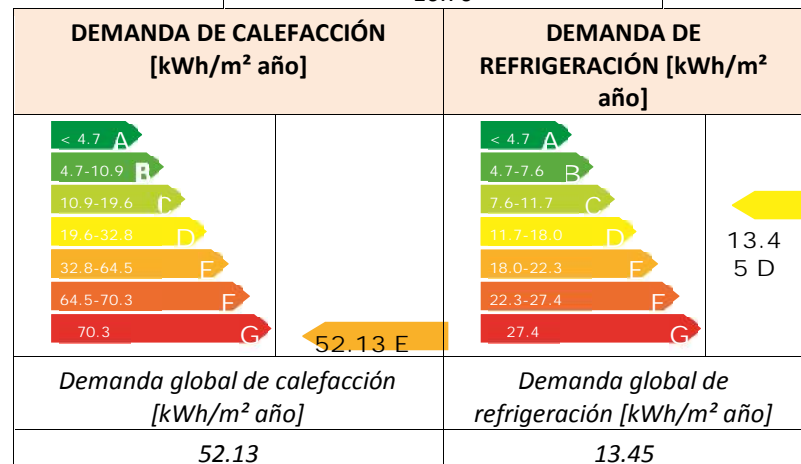 DEMANDA DE CALEFACCIÓN
[kWh/m² año]
DEMANDA DE
REFRIGERACIÓN [kWh/m²
año]
< 4.7 A
4.7-10.9 B
10.9-19.6 C
19.6-32.8 D
32.8-64.5 E
64.5-70.3 F
70.3 G
52.13 E
< 4.7 A
4.7-7.6 B
7.6-11.7 C
11.7-18.0 D
18.0-22.3 E
22.3-27.4 F
27.4 G
13.4
5 D
Demanda global de calefacción
[kWh/m² año]
Demanda global de
refrigeración [kWh/m² año]
52.13
13.45